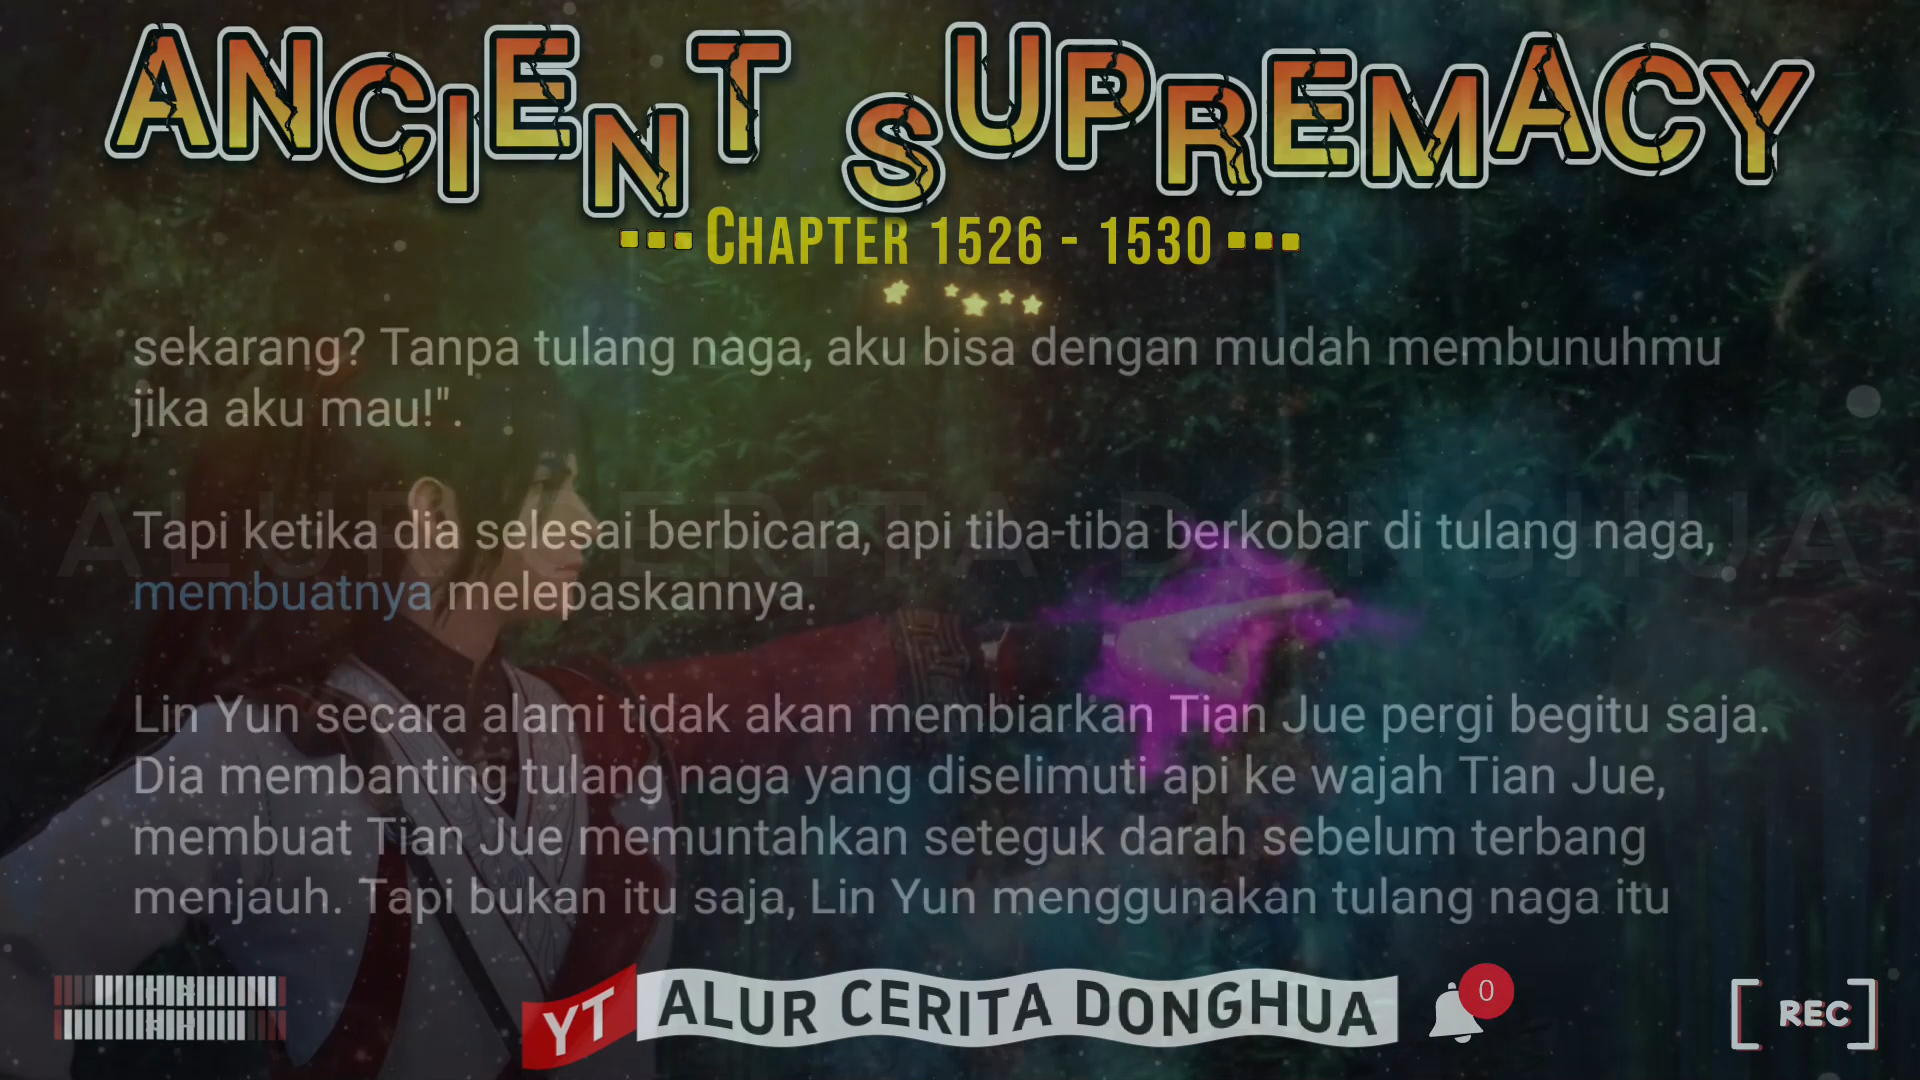 ANCIENT SUPREMACY
CHAPTER 1526 - 1530
sekarang? Tanpa tulang naga, aku bisa dengan mudah membunuhmu
jika aku mau!".
Tapi ketika dia selesai berbicara, api tiba-tiba berkobar di tulang naga,
ALUR CERITA DONGHUA
membuatnya melepaskannya.
Lin Yun secara alami tidak akan membiarkan Tian Jue pergi begitu saja.
Dia membanting tulang naga yang diselimuti api ke wajah Tian Jue,
membuat Tian Jue memuntahkan seteguk darah sebelum terbang
menjauh. Tapi bukan itu saja, Lin Yun menggunakan tulang naga itu
YT ALUR CERITA DONGHUA 0
REC